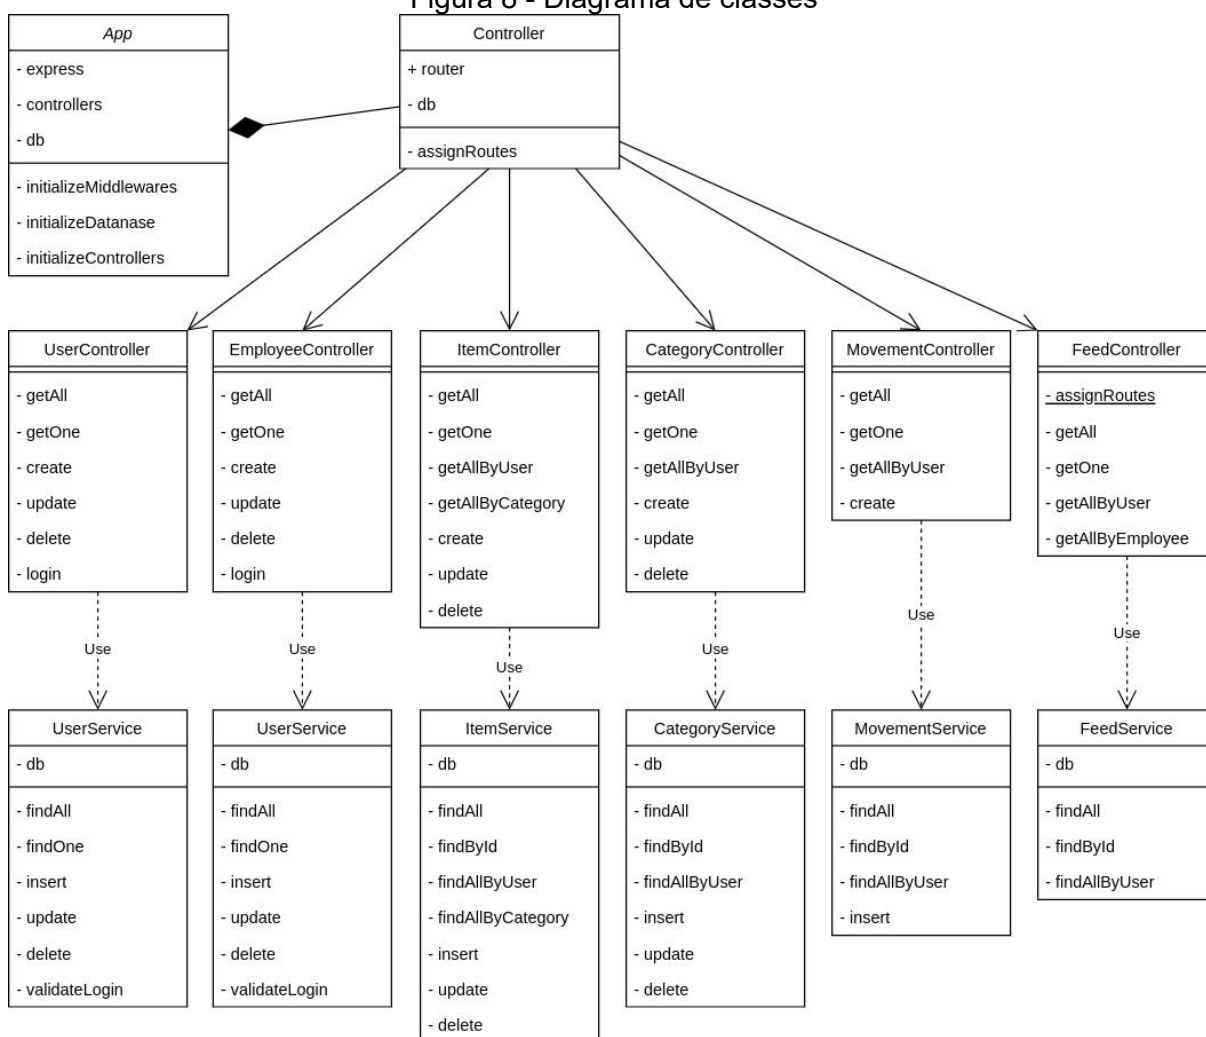 Figura 8 - Diagrama de classes
App
- express
- controllers
- db
- initializeMiddlewares
- initializeDatanase
- initializeControllers
Controller
+ router
- db
- assignRoutes
UserController
- getAll
- getOne
- create
- update
- delete
- login
EmployeeController
- getAll
- getOne
- create
- update
- delete
- login
ItemController
- getAll
- getOne
- getAllByUser
- getAllByCategory
- create
- update
- delete
CategoryController
- getAll
- getOne
- getAllByUser
- create
- update
- delete
MovementController
- getAll
- getOne
- getAllByUser
- create
FeedController
- assignRoutes
- getAll
- getOne
- getAllByUser
- getAllByEmployee
Use
Use
Use
Use
Use
Use
UserService
- db
- findAll
- findOne
- insert
- update
- delete
- validateLogin
UserService
- db
- findAll
- findOne
- insert
- update
- delete
- validateLogin
ItemService
- db
- findAll
- findById
- findAllByUser
- findAllByCategory
- insert
- update
- delete
CategoryService
- db
- findAll
- findById
- findAllByUser
- insert
- update
- delete
MovementService
- db
- findAll
- findById
- findAllByUser
- insert
FeedService
- db
- findAll
- findById
- findAllByUser